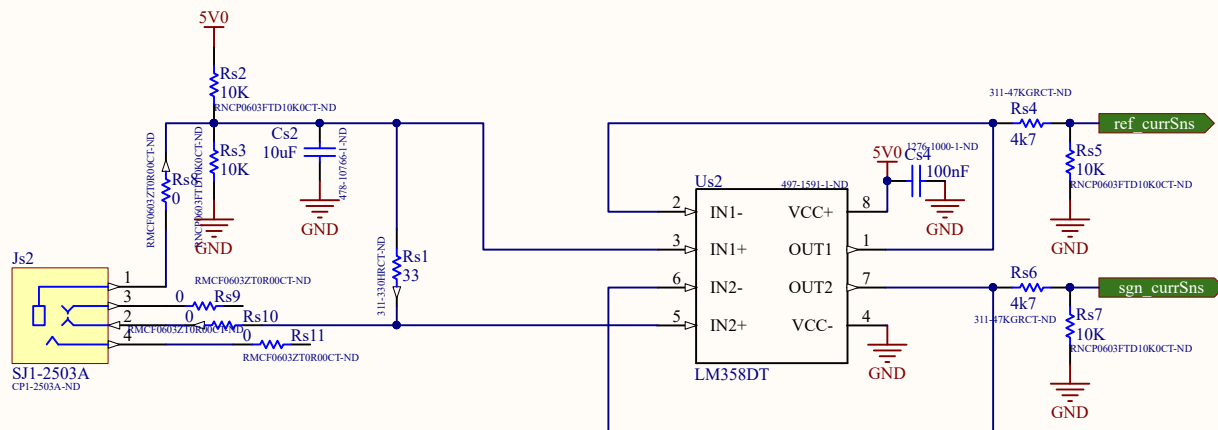 5V0
Rs2
10K
RNCP0603FTD10K0CT-ND
Rs3
10K
RNCP0603FTD10K0CT-ND
GND
Cs2
10uF
478-10766-1-ND
GND
RMCF0603ZT0R00CT-ND
Rs8
0
Rs1
33
311-330HRCT-ND
Js2
1
3
2
4
SJ1-2503A
CP1-2503A-ND
RMCF0603ZT0R00CT-ND
0
Rs9
0
Rs10
RMCF0603ZT0R00CT-ND
0
Rs11
RMCF0603ZT0R00CT-ND
Us2
497-1591-1-ND
2
IN1-
VCC+
8
3
IN1+
OUT1
1
6
IN2-
OUT2
7
5
IN2+
VCC-
4
LM358DT
GND
5V0
1276-1000-1-ND
Cs4
100nF
GND
311-47KGRCT-ND
Rs4
4k7
ref_currSns
Rs5
10K
RNCP0603FTD10K0CT-ND
GND
Rs6
4k7
311-47KGRCT-ND
sgn_currSns
Rs7
10K
RNCP0603FTD10K0CT-ND
GND